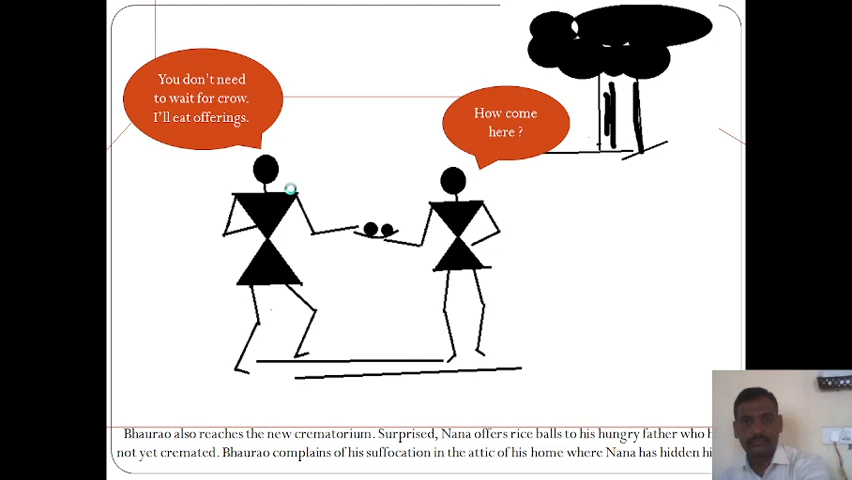 You don't need
to wait for crow.
I'll eat offerings.
How come
here ?
Bhaurao also reaches the new crematorium. Surprised, Nana offers rice balls to his hungry father who
not yet cremated. Bhaurao complains of his suffocation in the attic of his home where Nana has hidden